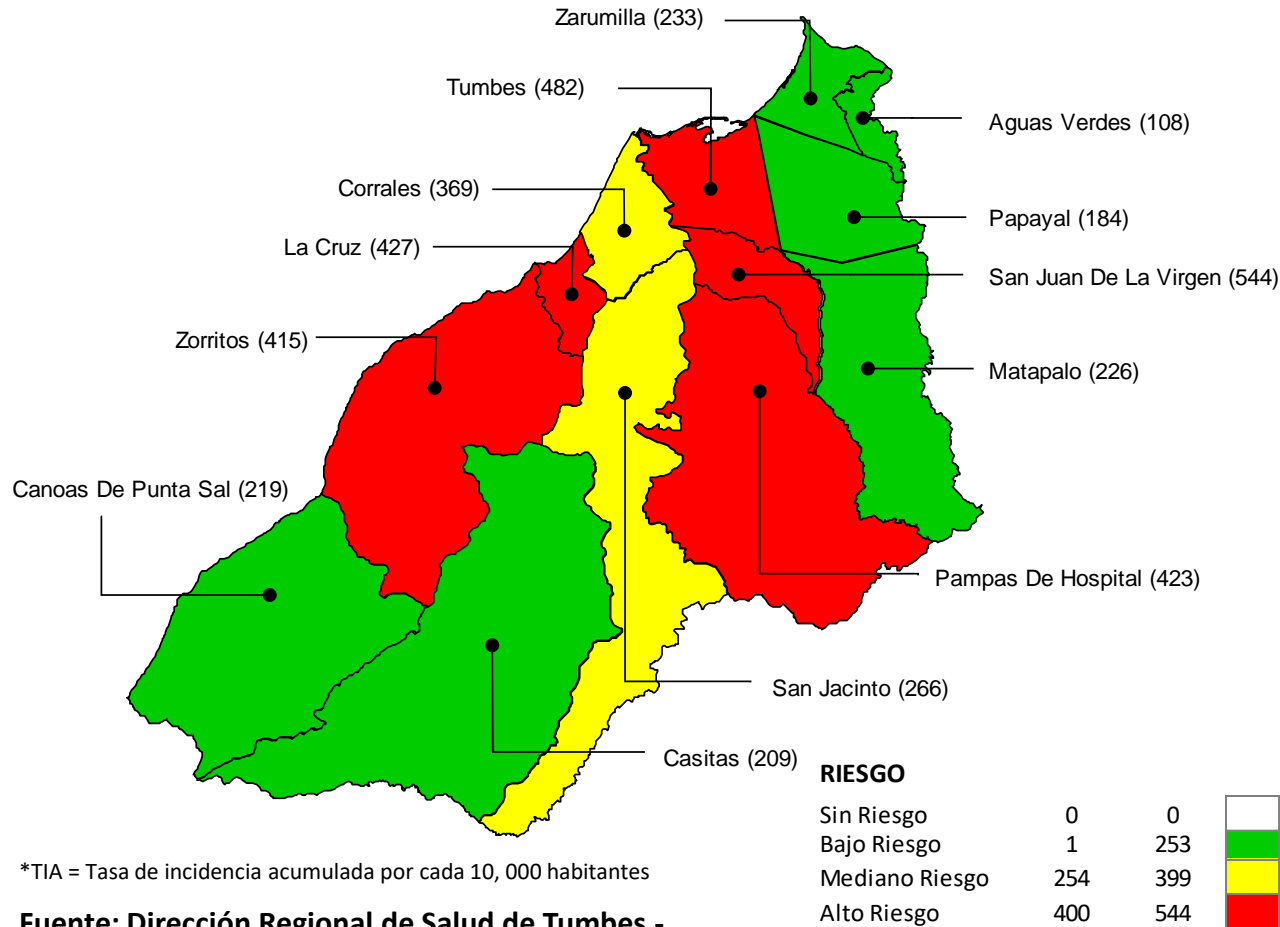 Zarumilla (233)
Tumbes (482)
Aguas Verdes (108)
Corrales (369)
Papayal (184)
La Cruz (427)
San Juan De La Virgen (544)
Zorritos (415)
Matapalo (226)
Canoas De Punta Sal (219)
Pampas De Hospital (423)
San Jacinto (266)
Casitas (209)
RIESGO
Sin Riesgo 0 0
Bajo Riesgo 1 253
Mediano Riesgo 254 399
Alto Riesgo 400 544
*TIA = Tasa de incidencia acumulada por cada 10, 000 habitantes
Fuente: Dirección Regional de Salud de Tumbes -